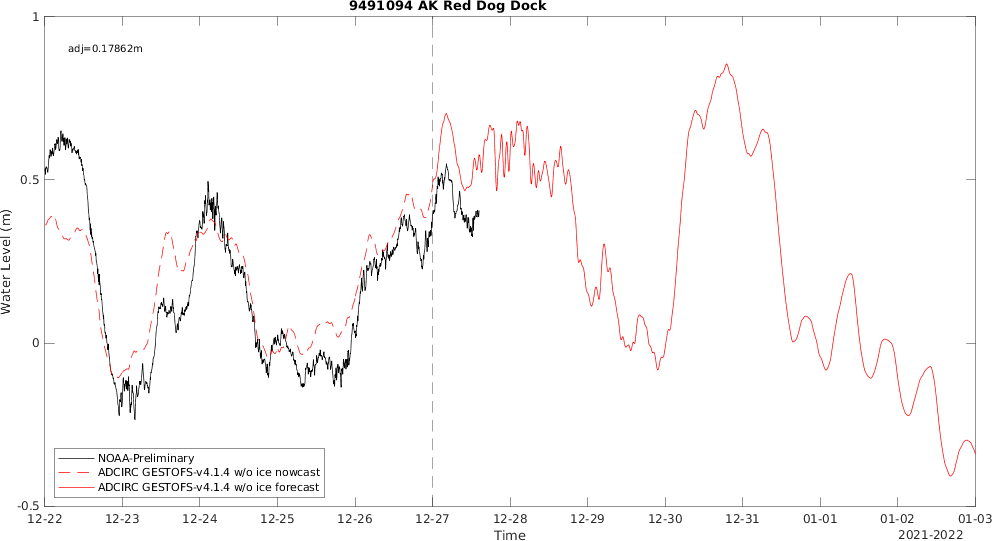 9491094 AK Red Dog Dock
adj=0.17862m
Water Level (m)
1
0.5
0
-0.5
NOAA-Preliminary
ADCIRC GESTOFS-v4.1.4 w/o ice nowcast
ADCIRC GESTOFS-v4.1.4 w/o ice forecast
12-22 12-23 12-24 12-25 12-26 12-27 12-28 12-29 12-30 12-31 01-01 01-02 01-03
Time
2021-2022